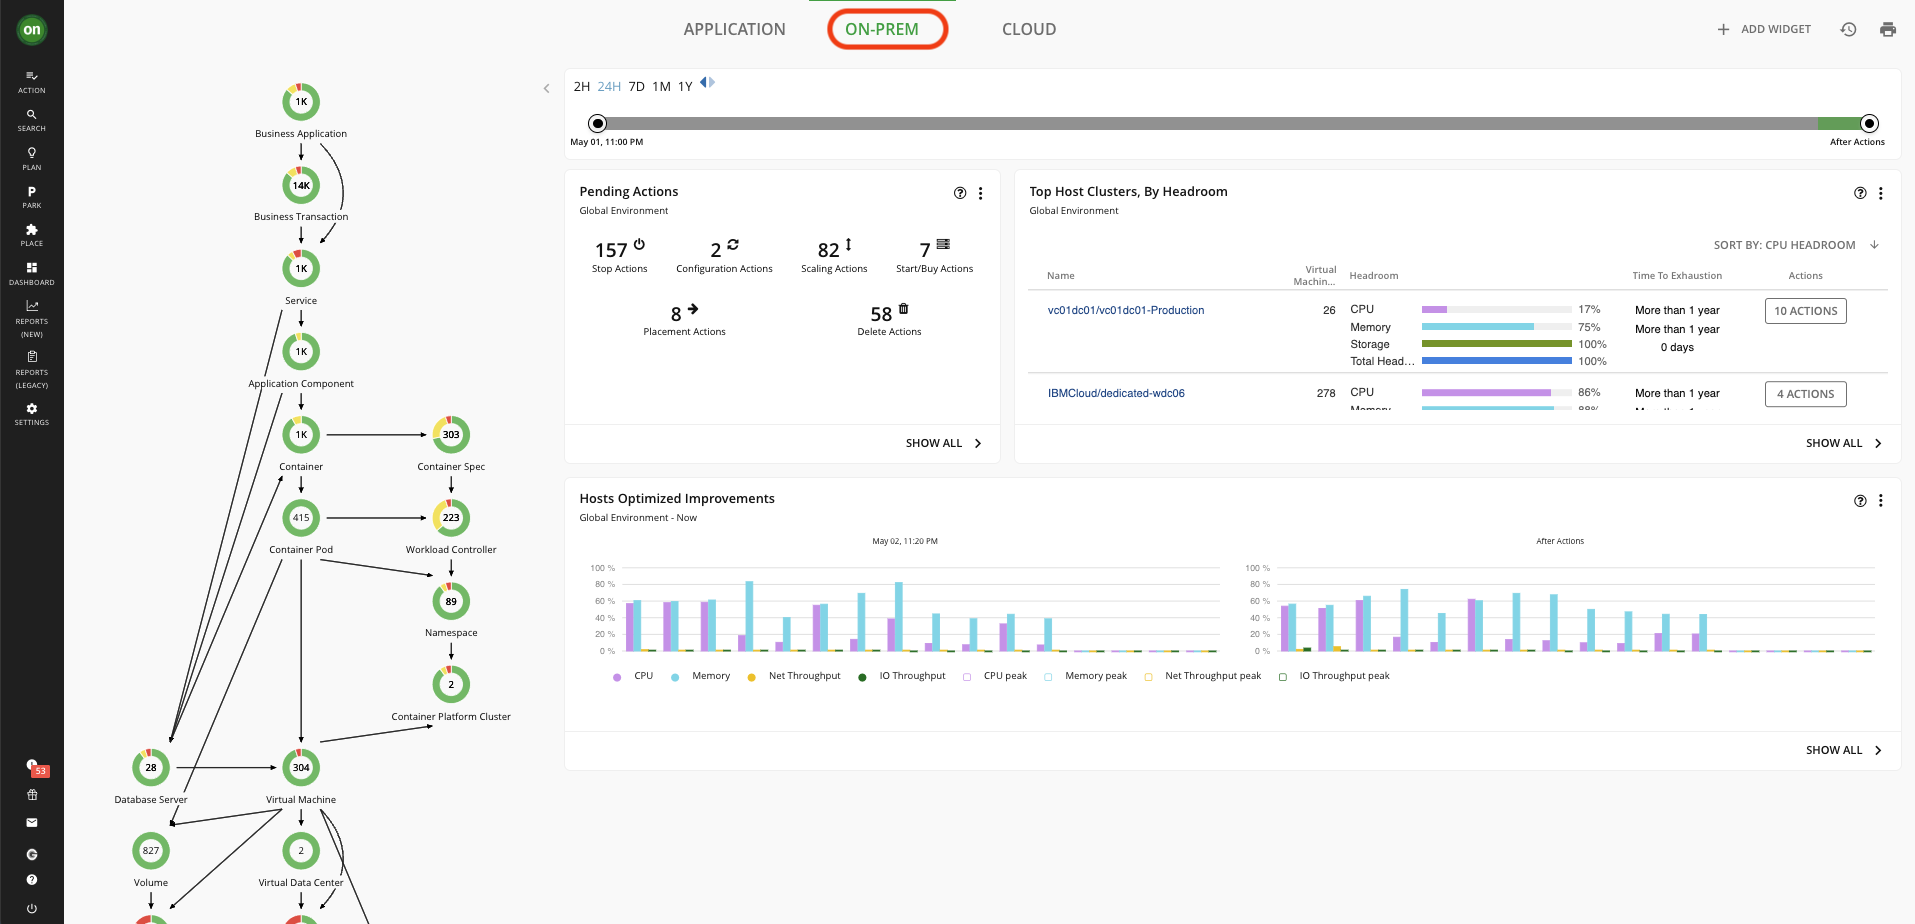 on
ACTION
SEARCH
PLAN
P
PARK
PLACE
DASHBOARD
REPORTS
(NEW)
REPORTS
(LEGACY)
SETTINGS
53
G
APPLICATION
ON-PREM
CLOUD
ADD WIDGET
1K
Business Application
14K
Business Transaction
1K
Service
1K
Application Component
1K
Container
303
Container Spec
415
Container Pod
223
Workload Controller
89
Namespace
2
Container Platform Cluster
28
Database Server
304
Virtual Machine
827
Volume
2
Virtual Data Center
2H 24H 7D 1M 1Y
May 01, 11:00 PM
After Actions
Pending Actions
Global Environment
157
Stop Actions
2
Configuration Actions
82
Scaling Actions
7
Start/Buy Actions
8
Placement Actions
58
Delete Actions
SHOW ALL
Top Host Clusters, By Headroom
Global Environment
SORT BY: CPU HEADROOM
Name
Virtual
Machin...
Headroom
Time To Exhaustion
Actions
vc01dc01/vc01dc01-Production
26
CPU 17% More than 1 year
Memory 75% More than 1 year
Storage 100% 0 days
Total Head... 100%
10 ACTIONS
IBMCloud/dedicated-wdc06
278
CPU 86% More than 1 year
Memory 88% More than 1
4 ACTIONS
SHOW ALL
Hosts Optimized Improvements
Global Environment - Now
May 02, 11:20 PM
100 %
80 %
60 %
40 %
20 %
0 %
After Actions
100 %
80 %
60 %
40 %
20 %
0 %
CPU Memory Net Throughput IO Throughput CPU peak Memory peak Net Throughput peak IO Throughput peak
SHOW ALL